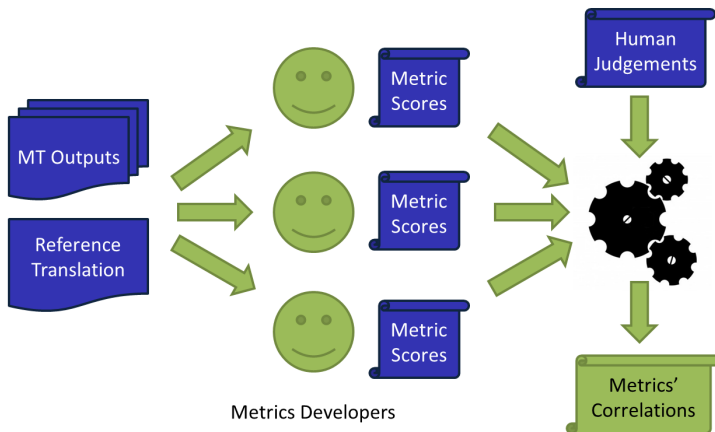 MT Outputs
Reference
Translation
Metric
Scores
Metric
Scores
Metric
Scores
Metrics Developers
Human
Judgements
Metrics’
Correlations